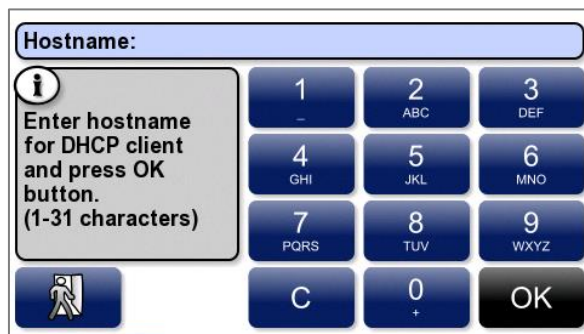 Hostname:
i
Enter hostname
for DHCP client
and press OK
button.
(1-31 characters)
1
_
2
ABC
3
DEF
4
GHI
5
JKL
6
MNO
7
PQRS
8
TUV
9
WXYZ
C
0
+
OK